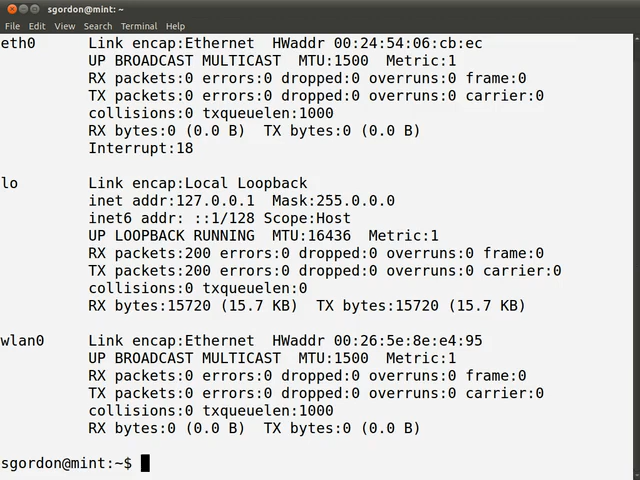 sgordon@mint: ~
File Edit View Search Terminal Help
eth0 Link encap:Ethernet HWaddr 00:24:54:06:cb:ec
UP BROADCAST MULTICAST MTU:1500 Metric:1
RX packets:0 errors:0 dropped:0 overruns:0 frame:0
TX packets:0 errors:0 dropped:0 overruns:0 carrier:0
collisions:0 txqueuelen:1000
RX bytes:0 (0.0 B) TX bytes:0 (0.0 B)
Interrupt:18
lo Link encap:Local Loopback
inet addr:127.0.0.1 Mask:255.0.0.0
inet6 addr: ::1/128 Scope:Host
UP LOOPBACK RUNNING MTU:16436 Metric:1
RX packets:200 errors:0 dropped:0 overruns:0 frame:0
TX packets:200 errors:0 dropped:0 overruns:0 carrier:0
collisions:0 txqueuelen:0
RX bytes:15720 (15.7 KB) TX bytes:15720 (15.7 KB)
wlan0 Link encap:Ethernet HWaddr 00:26:5e:8e:e4:95
UP BROADCAST MULTICAST MTU:1500 Metric:1
RX packets:0 errors:0 dropped:0 overruns:0 frame:0
TX packets:0 errors:0 dropped:0 overruns:0 carrier:0
collisions:0 txqueuelen:1000
RX bytes:0 (0.0 B) TX bytes:0 (0.0 B)
sgordon@mint:~$